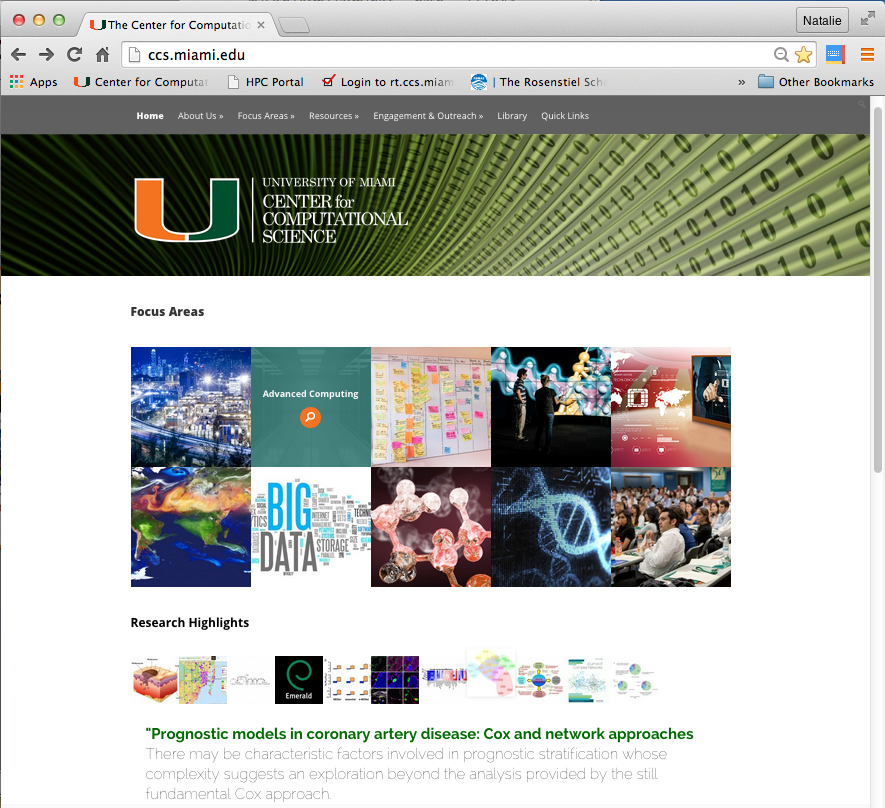 The Center for Computatio
Natalie
ccs.miami.edu
Apps
Center for Computat
HPC Portal
Login to rt.ccs.miam
| The Rosenstiel Sch
»
Other Bookmarks
Home
About Us »
Focus Areas »
Resources »
Engagement & Outreach »
Library
Quick Links
UNIVERSITY OF MIAMI
CENTER for
COMPUTATIONAL
SCIENCE
Focus Areas
Advanced Computing
BIG
DATA
STORAGE
Research Highlights
Emerald
"Prognostic models in coronary artery disease: Cox and network approaches
There may be characteristic factors involved in prognostic stratification whose
complexity suggests an exploration beyond the analysis provided by the still
fundamental Cox approach.